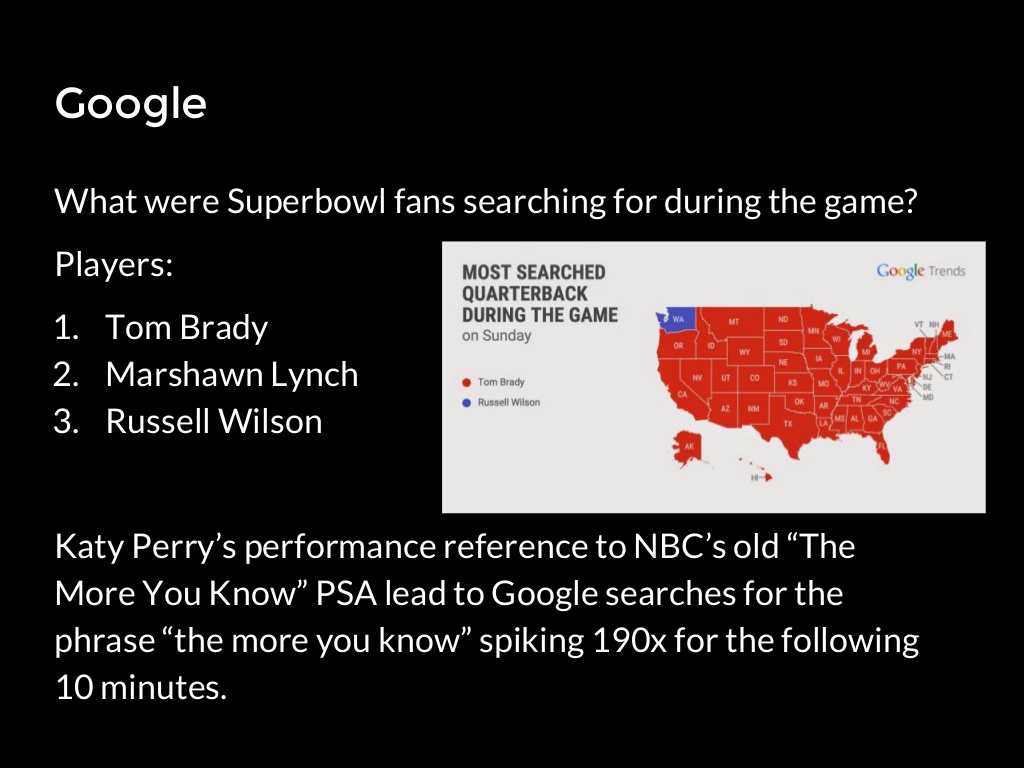 Google
What were Superbowl fans searching for during the game?
Players:
1. Tom Brady
2. Marshawn Lynch
3. Russell Wilson
MOST SEARCHED
QUARTERBACK
DURING THE GAME
on Sunday
Tom Brady
Russell Wilson
Google Trends
WA
MT
ND
MN
VT NH
ME
OR
ID
WY
SD
WI
MI
NY
MA
RI
CT
NV
UT
CO
NE
IA
IL
IN
OH
PA
NJ
DE
MD
CA
KS
MO
KY
WV
VA
AZ
NM
OK
AR
TN
NC
SC
TX
LA
MS
AL
GA
FL
AK
HI
Katy Perry’s performance reference to NBC’s old “The
More You Know” PSA lead to Google searches for the
phrase “the more you know” spiking 190x for the following
10 minutes.